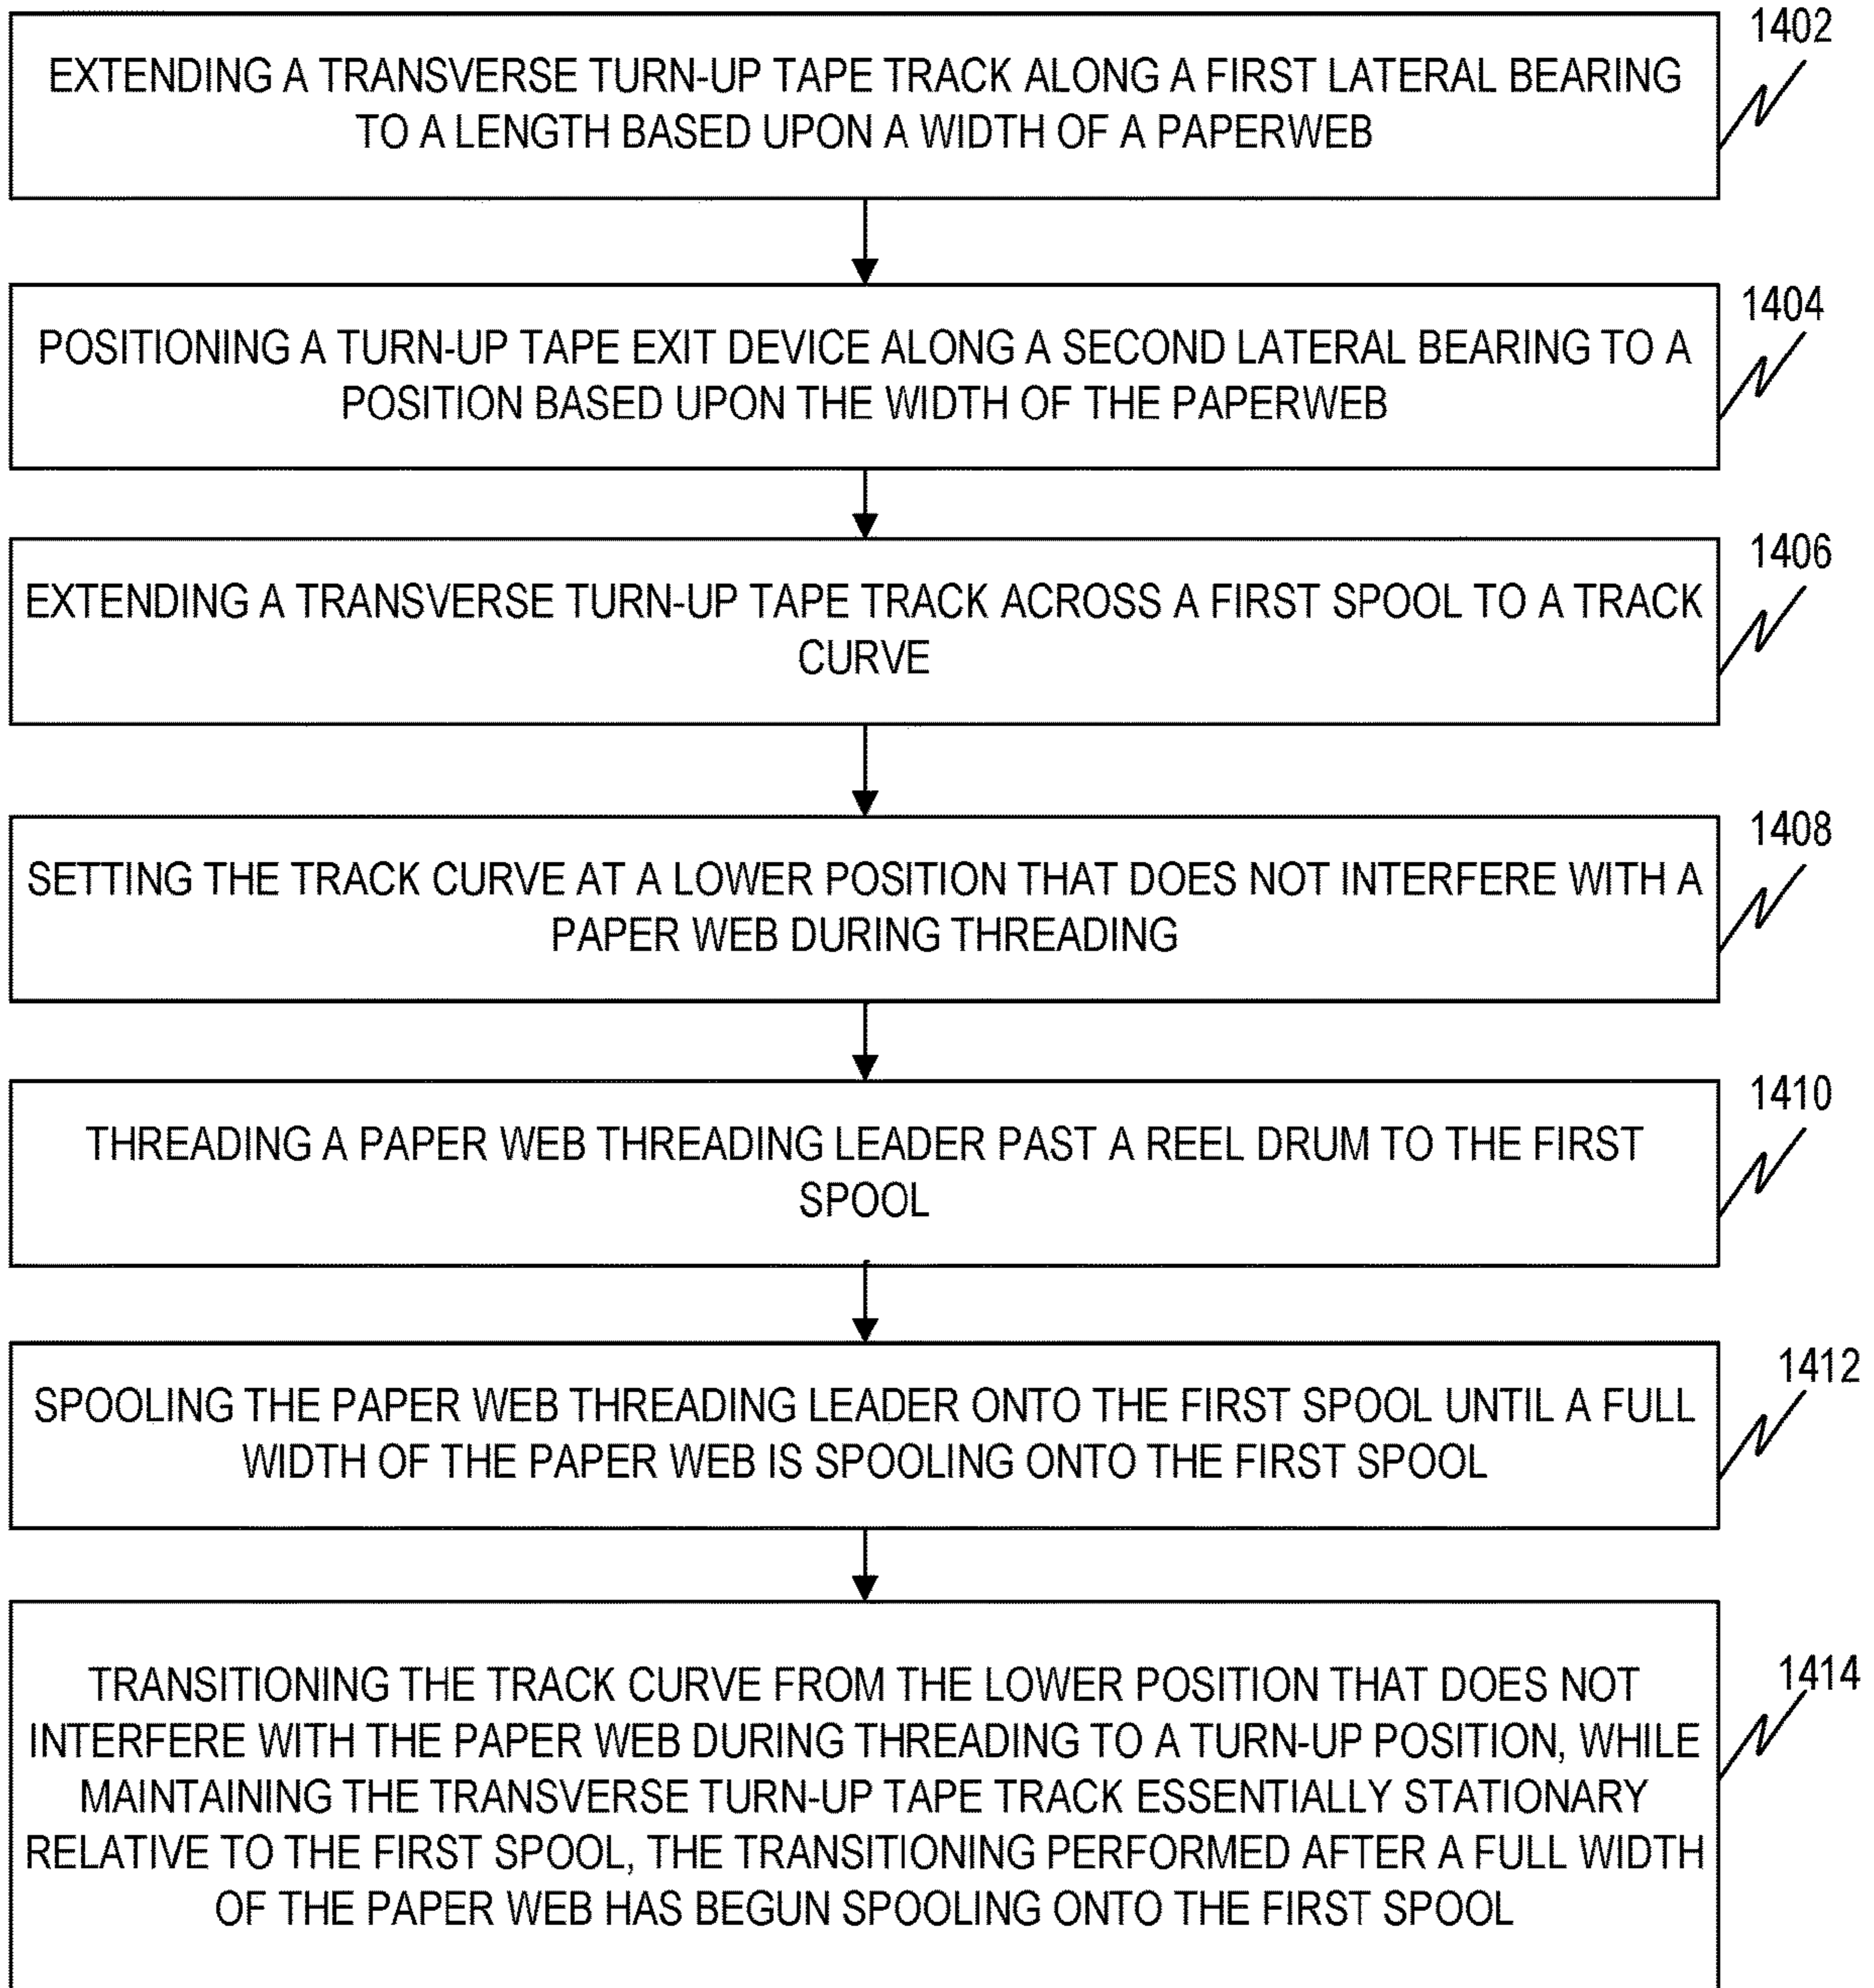 1402
EXTENDING A TRANSVERSE TURN-UP TAPE TRACK ALONG A FIRST LATERAL BEARING
TO A LENGTH BASED UPON A WIDTH OF A PAPERWEB
1404
POSITIONING A TURN-UP TAPE EXIT DEVICE ALONG A SECOND LATERAL BEARING TO A
POSITION BASED UPON THE WIDTH OF THE PAPERWEB
1406
EXTENDING A TRANSVERSE TURN-UP TAPE TRACK ACROSS A FIRST SPOOL TO A TRACK
CURVE
1408
SETTING THE TRACK CURVE AT A LOWER POSITION THAT DOES NOT INTERFERE WITH A
PAPER WEB DURING THREADING
1410
THREADING A PAPER WEB THREADING LEADER PAST A REEL DRUM TO THE FIRST
SPOOL
1412
SPOOLING THE PAPER WEB THREADING LEADER ONTO THE FIRST SPOOL UNTIL A FULL
WIDTH OF THE PAPER WEB IS SPOOLING ONTO THE FIRST SPOOL
1414
TRANSITIONING THE TRACK CURVE FROM THE LOWER POSITION THAT DOES NOT
INTERFERE WITH THE PAPER WEB DURING THREADING TO A TURN-UP POSITION, WHILE
MAINTAINING THE TRANSVERSE TURN-UP TAPE TRACK ESSENTIALLY STATIONARY
RELATIVE TO THE FIRST SPOOL, THE TRANSITIONING PERFORMED AFTER A FULL WIDTH
OF THE PAPER WEB HAS BEGUN SPOOLING ONTO THE FIRST SPOOL